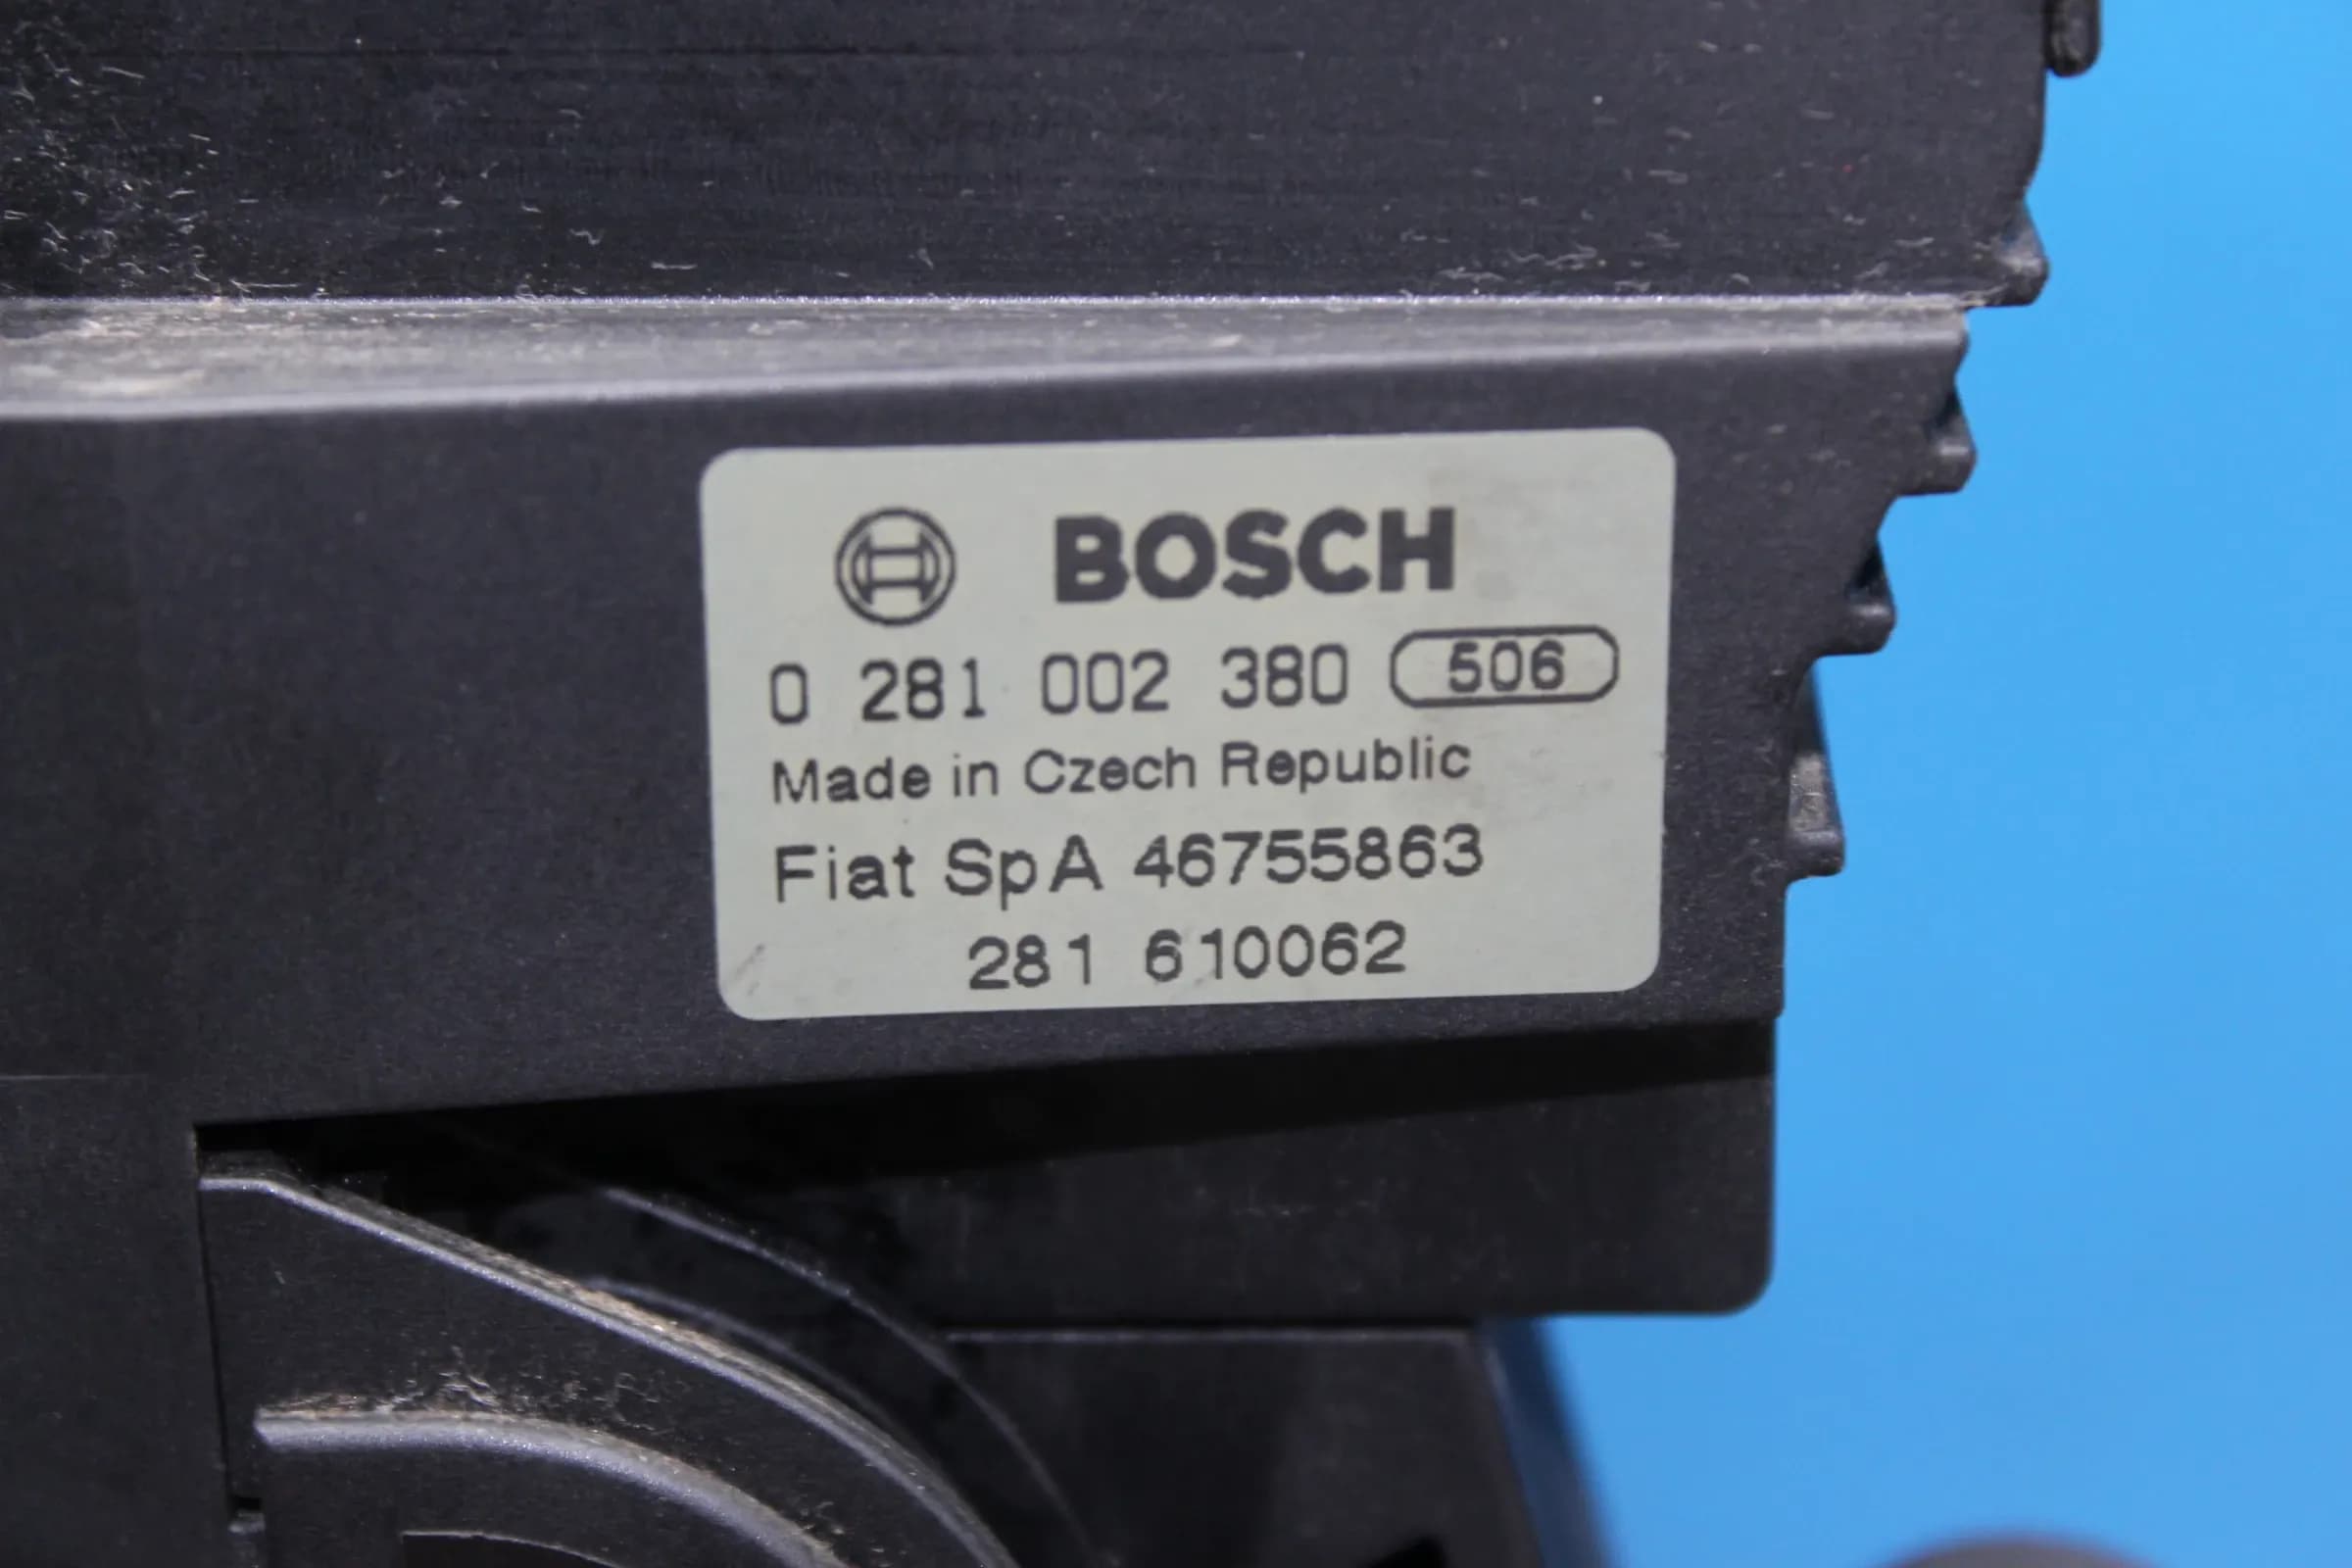 BOSCH
0 281 002 380 506
Made in Czech Republic
Fiat SpA 46755863
281 610062